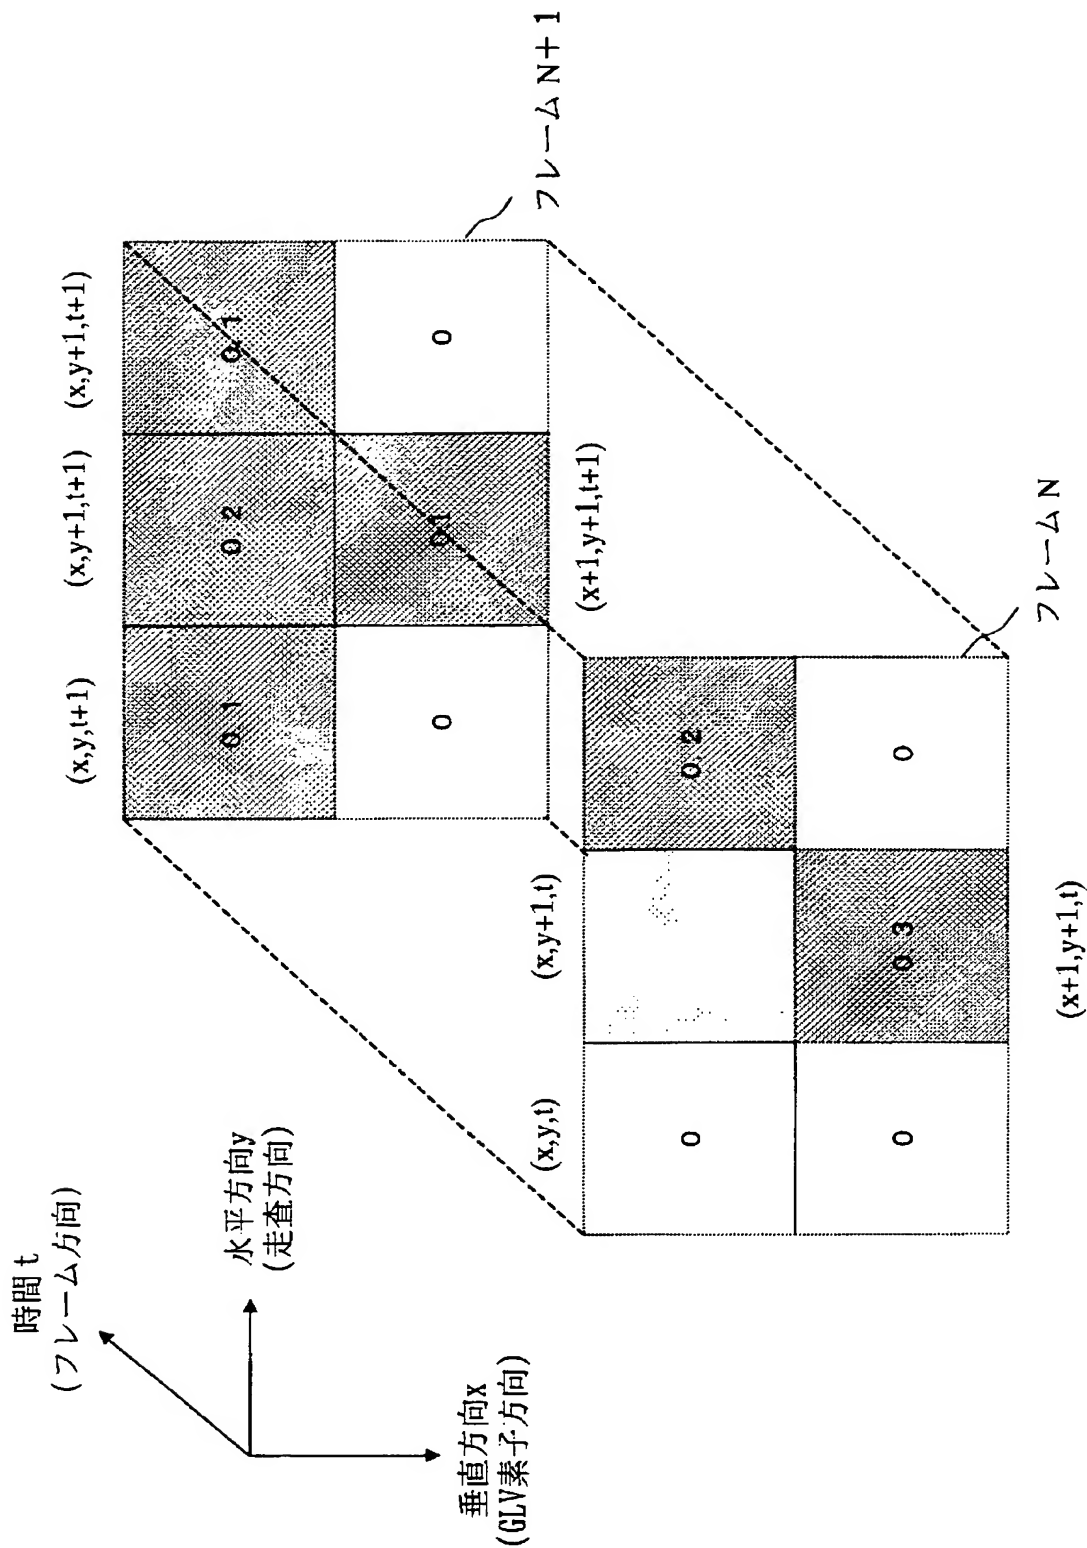 時間t
(フレーム方向)
水平方向y
(走査方向)
垂直方向x
(GLV素子方向)
(x,y,t+1)
(x,y+1,t+1)
(x,y+1,t+1)
0.1
0.2
0.1
0
0.1
0
(x+1,y+1,t+1)
フレームN+1
(x,y,t)
(x,y+1,t)
0
0.2
0
0.3
0
(x+1,y+1,t)
フレームN